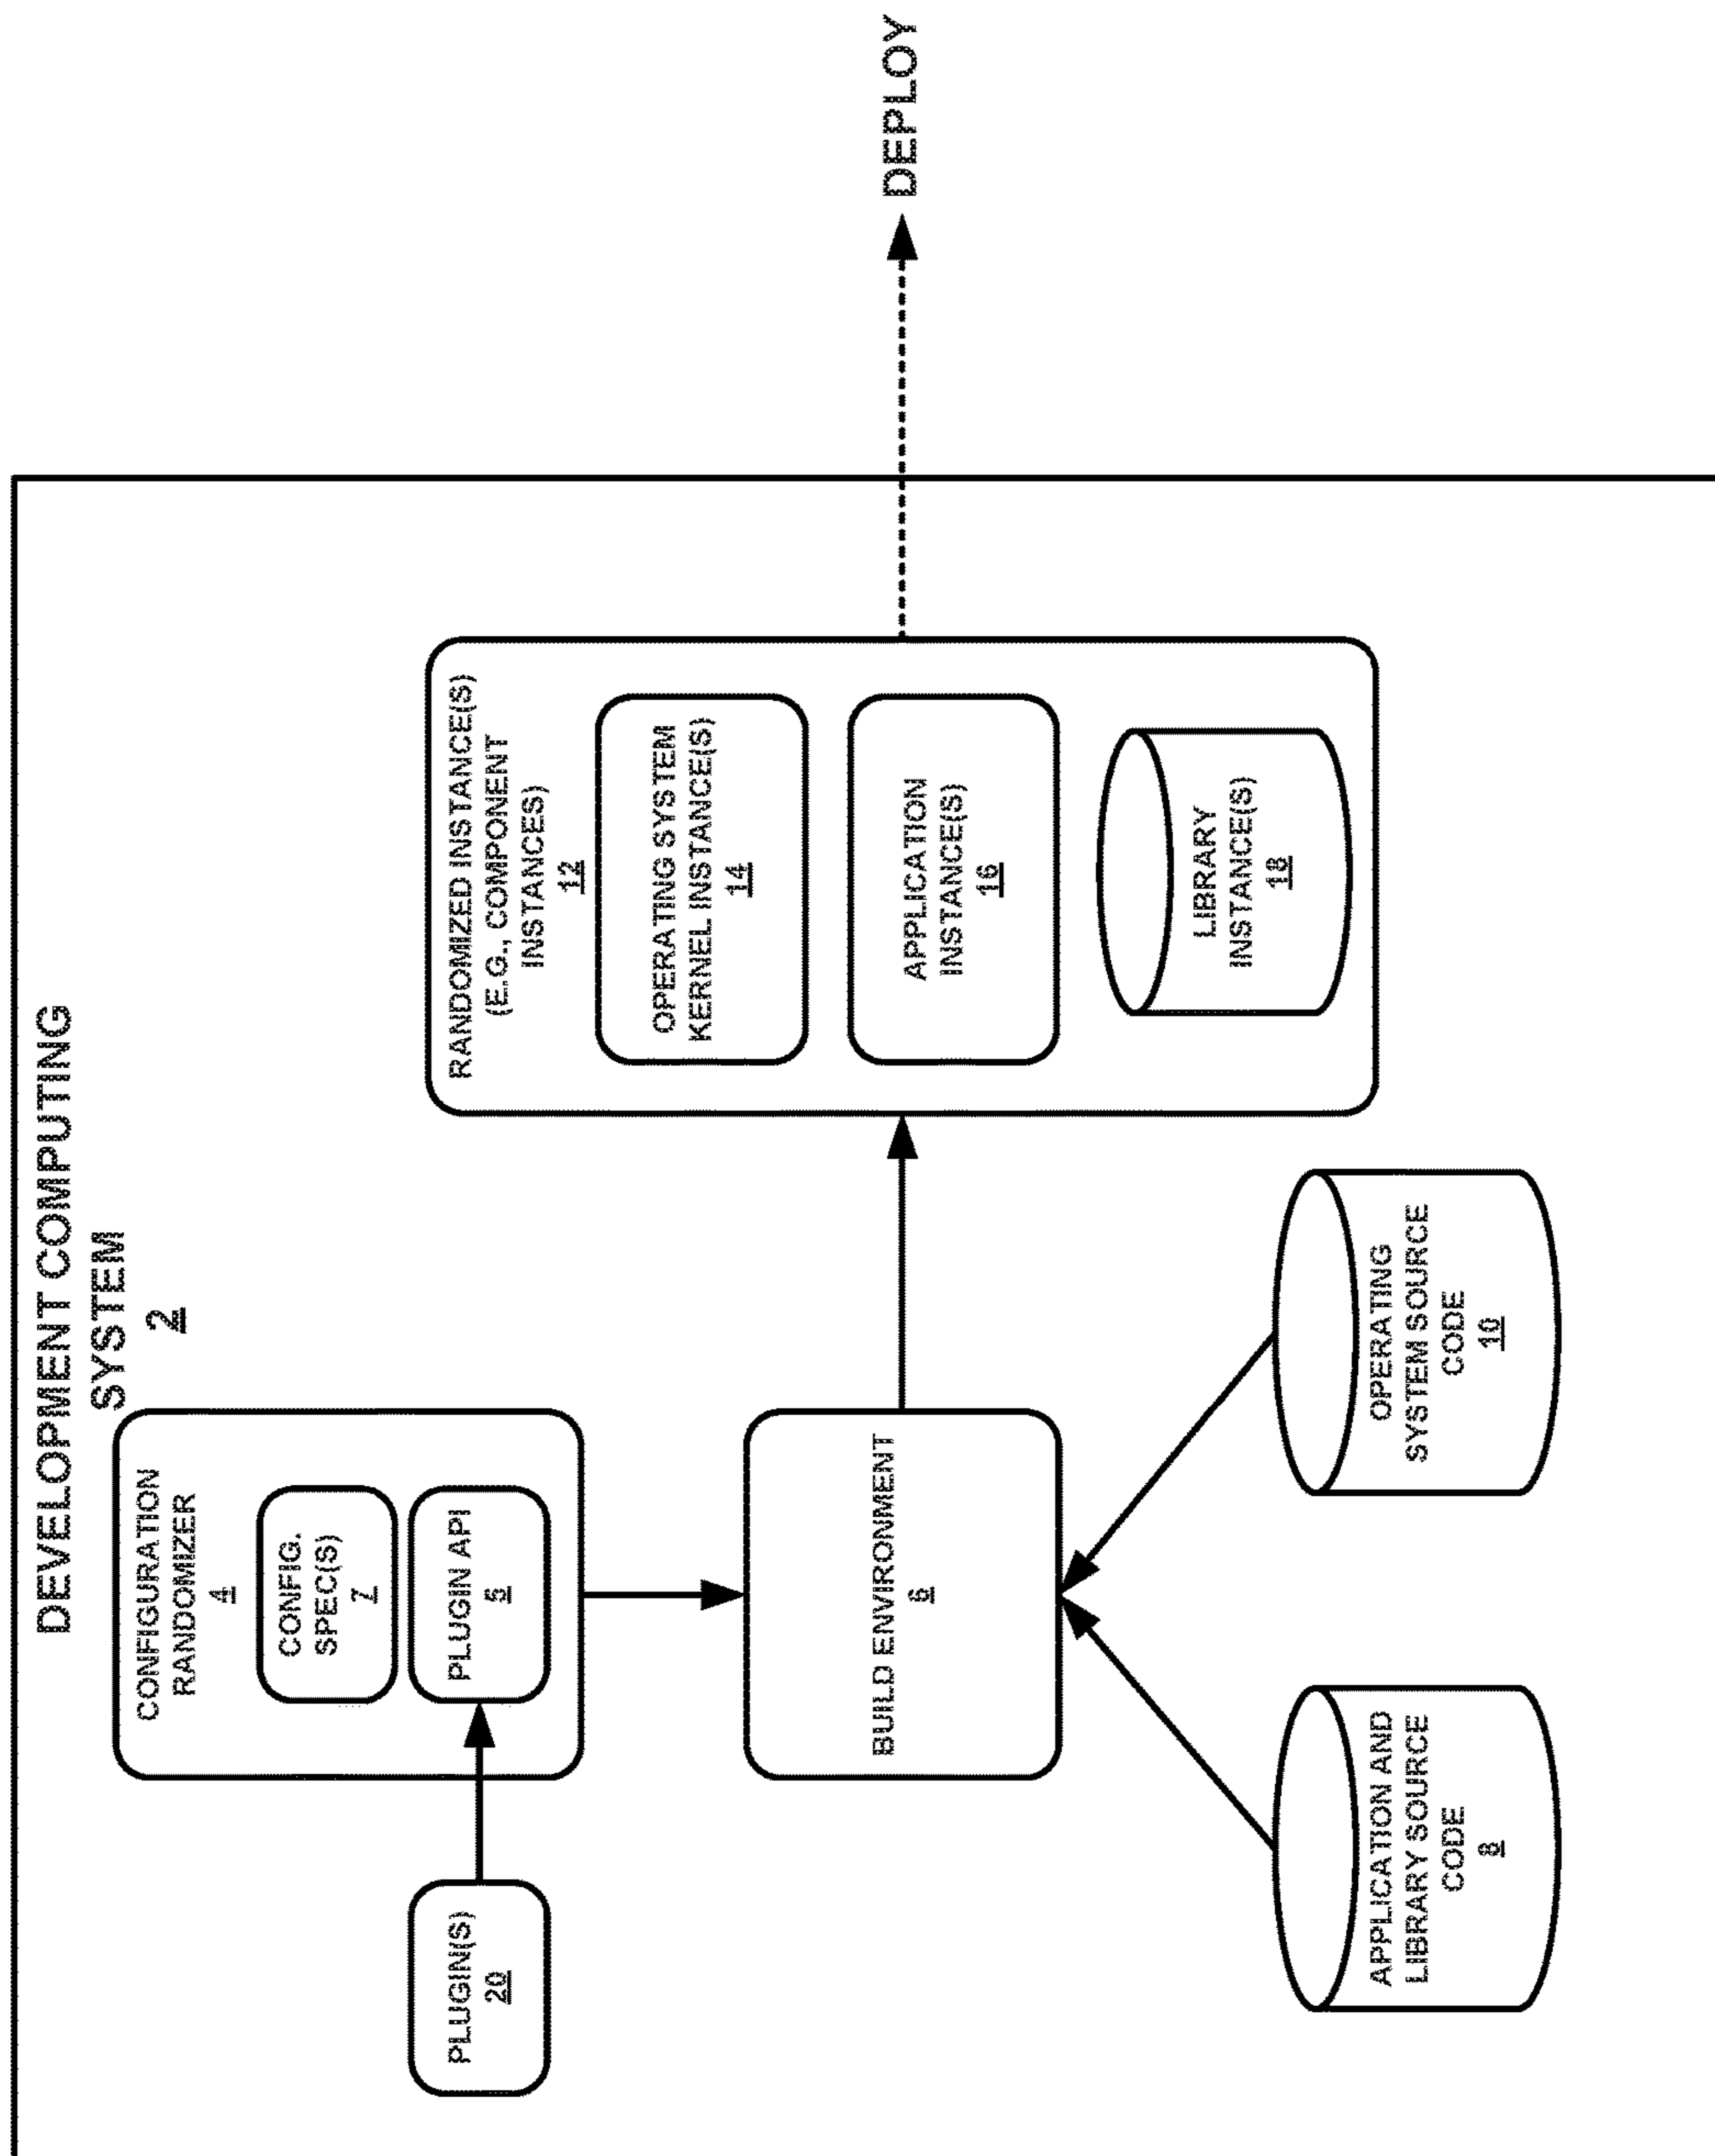 DEVELOPMENT COMPUTING
SYSTEM
2
CONFIGURATION
RANDOMIZER
4
CONFIG.
SPEC(S)
7
PLUGIN API
5
PLUGIN(S)
20
BUILD ENVIRONMENT
6
APPLICATION AND
LIBRARY SOURCE
CODE
8
OPERATING
SYSTEM SOURCE
CODE
10
RANDOMIZED INSTANCE(S)
(E.G., COMPONENT
INSTANCES)
12
OPERATING SYSTEM
KERNEL INSTANCE(S)
14
APPLICATION
INSTANCE(S)
16
LIBRARY
INSTANCE(S)
18
DEPLOY